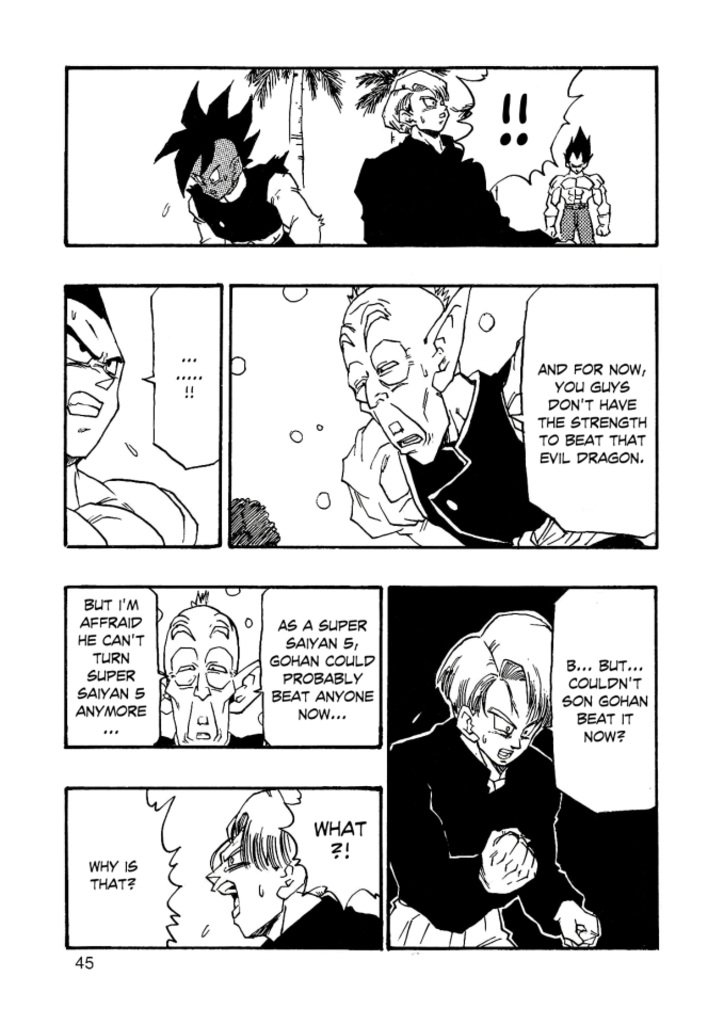 !!
AND FOR NOW,
YOU GUYS
DON'T HAVE
THE STRENGTH
TO BEAT THAT
EVIL DRAGON.
...
.....
!!
B... BUT...
COULDN'T
SON GOHAN
BEAT IT
NOW?
AS A SUPER
SAIYAN 5,
GOHAN COULD
PROBABLY
BEAT ANYONE
NOW...
BUT I'M
AFFRAID
HE CAN'T
TURN
SUPER
SAIYAN 5
ANYMORE
...
WHAT
?!
WHY IS
THAT?
45